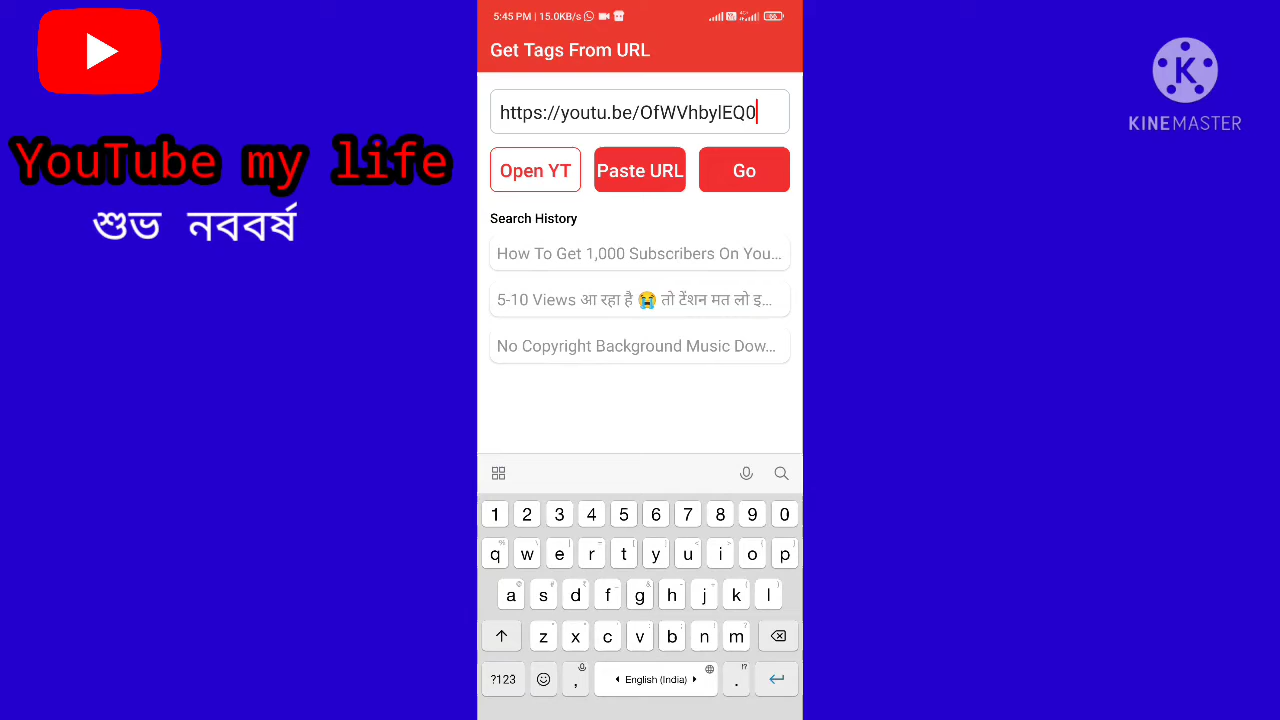 5:45 PM | 15.0KB/s
Get Tags From URL
https://youtu.be/OfWVhbylEQ0
Open YT
Paste URL
Go
Search History
How To Get 1,000 Subscribers On You...
5-10 Views आ रहा है 😭 तो टेंशन मत लो इ...
No Copyright Background Music Dow...
YouTube my life
শুভ নববর্ষ
K
KINEMASTER
1 2 3 4 5 6 7 8 9 0
q w e r t y u i o p
a s d f g h j k l
z x c v b n m
?123 , English (India) .